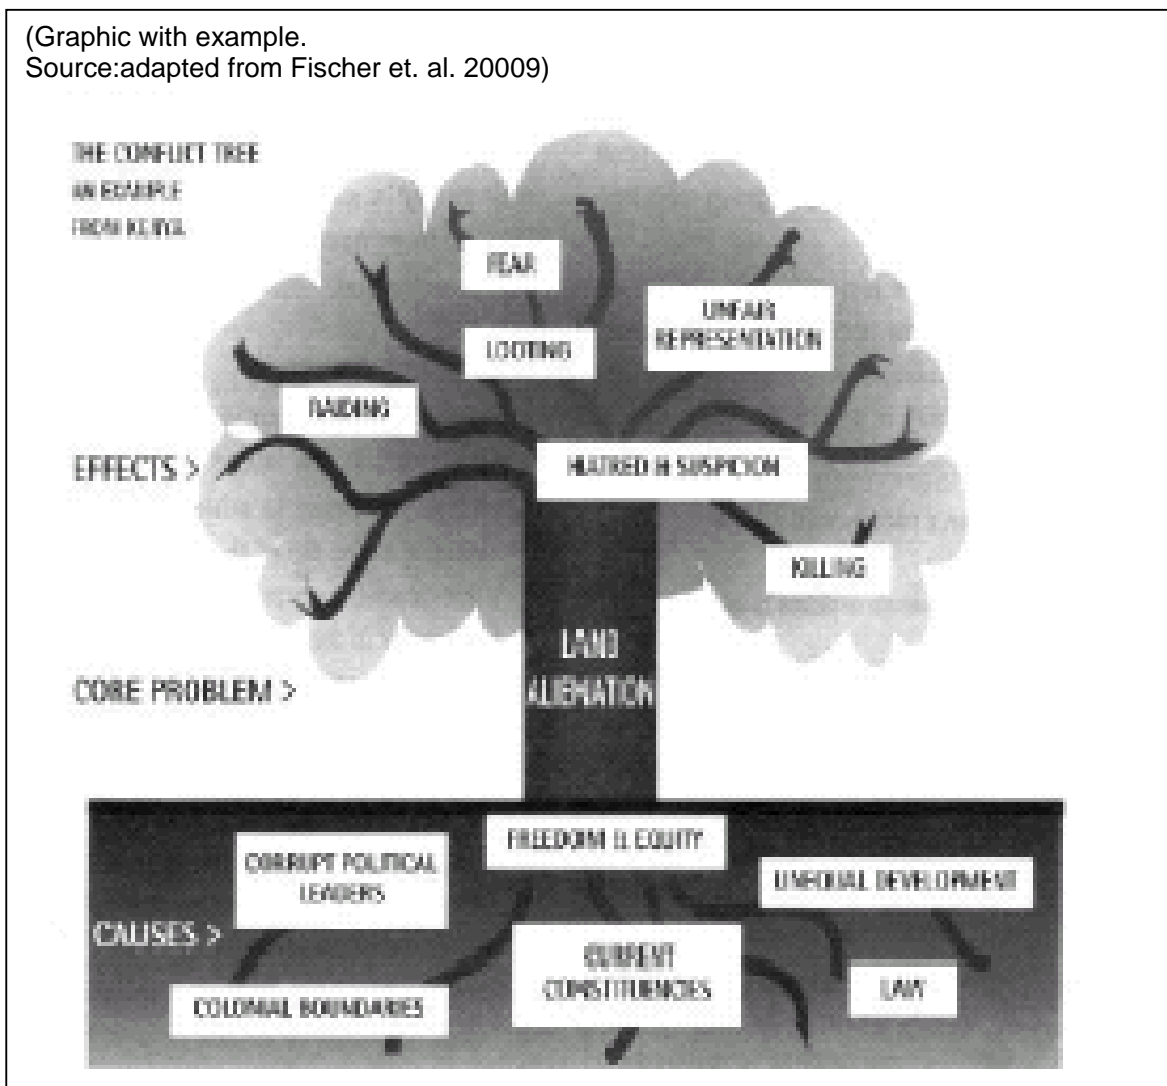 (Graphic with example.
Source:adapted from Fischer et. al. 20009)
THE CONFLICT TREE
AN EXAMPLE
FROM KENYA
FEAR
UNFAIR
REPRESENTATION
LOOTING
RAIDING
EFFECTS >
HATRED & SUSPICION
KILLING
LAND
ALIENATION
CORE PROBLEM >
FREEDOM & EQUITY
CORRUPT POLITICAL
LEADERS
UNEQUAL DEVELOPMENT
CAUSES >
CURRENT
CONSTITUENCIES
LAW
COLONIAL BOUNDARIES